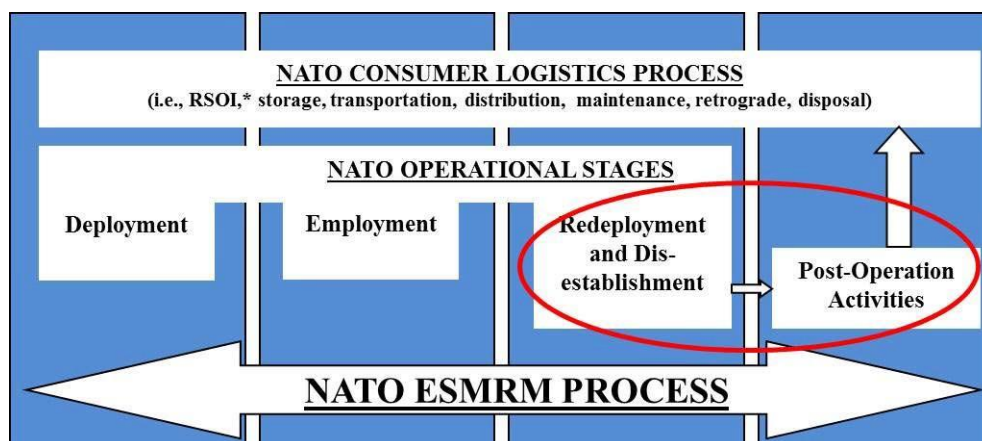 NATO CONSUMER LOGISTICS PROCESS
(i.e., RSOI,* storage, transportation, distribution, maintenance, retrograde, disposal)
NATO OPERATIONAL STAGES
Deployment
Employment
Redeployment
and Dis-
establishment
Post-Operation
Activities
NATO ESMRM PROCESS